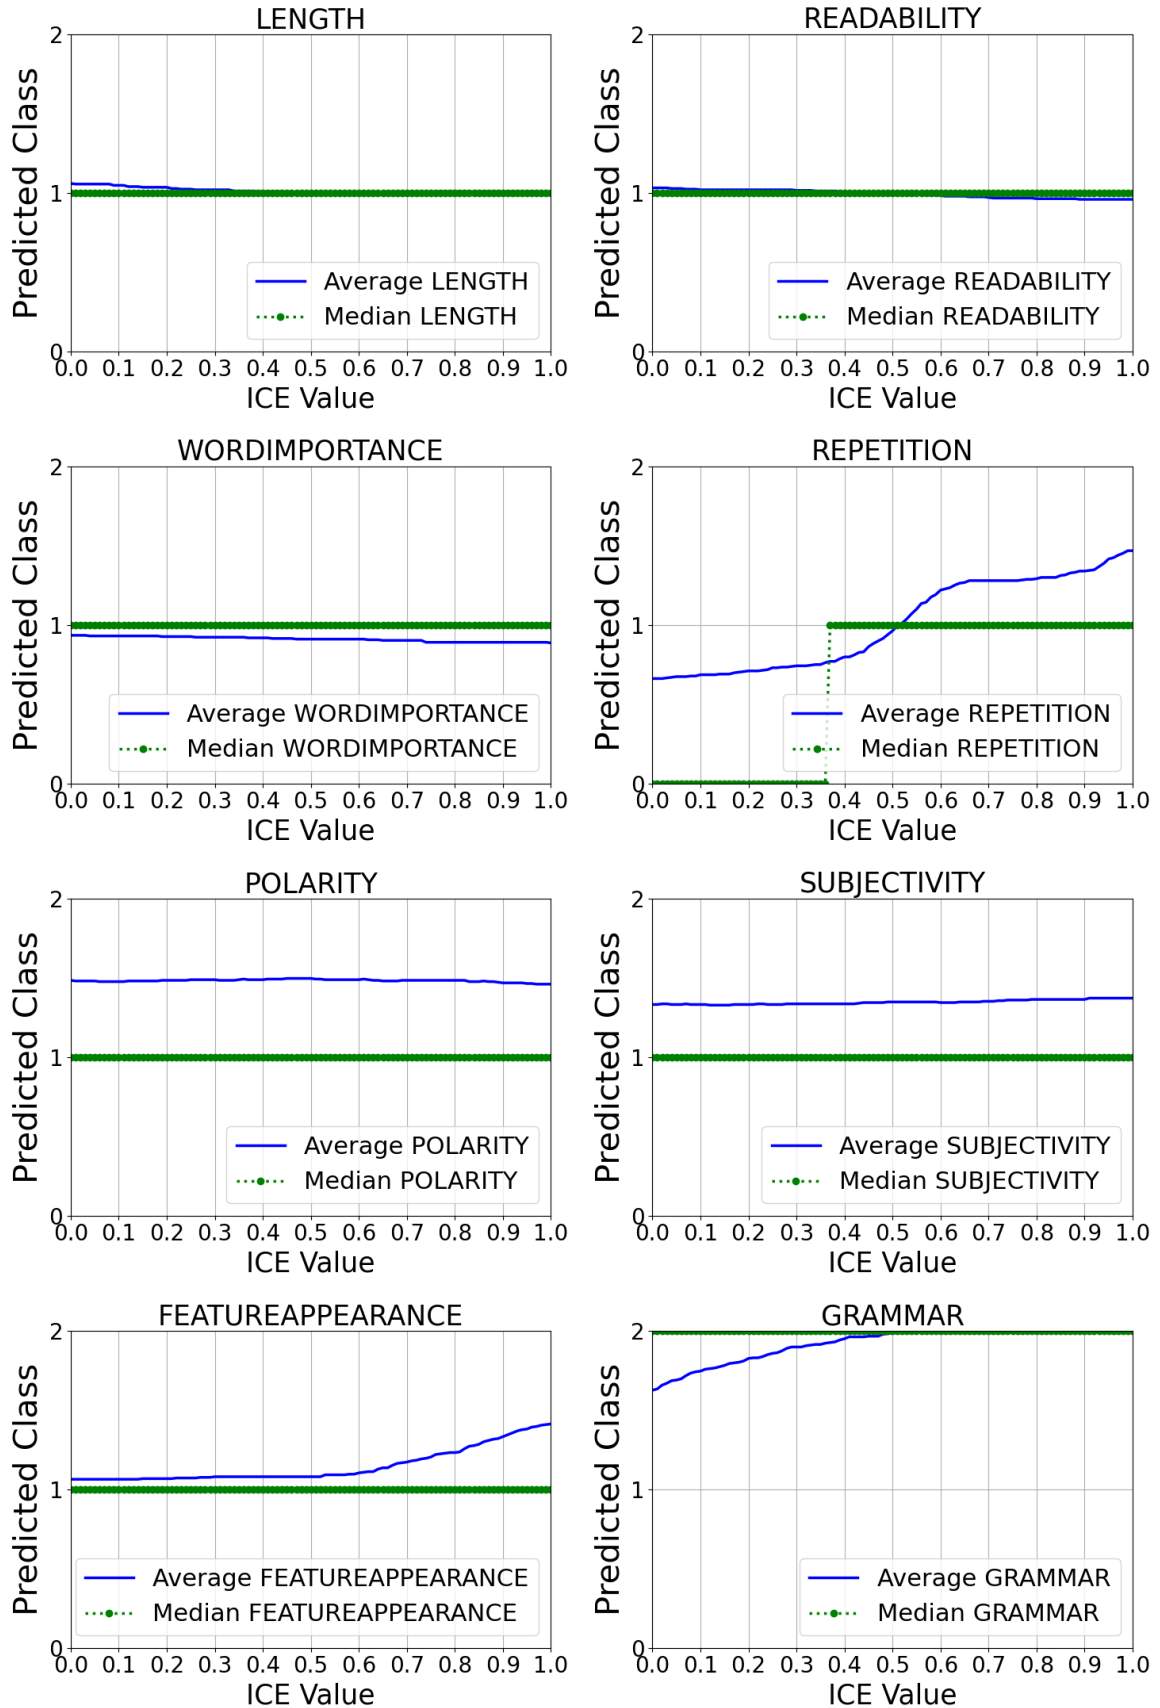 LENGTH
2
1
0
Predicted Class
Average LENGTH
Median LENGTH
0.0 0.1 0.2 0.3 0.4 0.5 0.6 0.7 0.8 0.9 1.0
ICE Value
READABILITY
2
1
0
Predicted Class
Average READABILITY
Median READABILITY
0.0 0.1 0.2 0.3 0.4 0.5 0.6 0.7 0.8 0.9 1.0
ICE Value
WORDIMPORTANCE
2
1
0
Predicted Class
Average WORDIMPORTANCE
Median WORDIMPORTANCE
0.0 0.1 0.2 0.3 0.4 0.5 0.6 0.7 0.8 0.9 1.0
ICE Value
REPETITION
2
1
0
Predicted Class
Average REPETITION
Median REPETITION
0.0 0.1 0.2 0.3 0.4 0.5 0.6 0.7 0.8 0.9 1.0
ICE Value
POLARITY
2
1
0
Predicted Class
Average POLARITY
Median POLARITY
0.0 0.1 0.2 0.3 0.4 0.5 0.6 0.7 0.8 0.9 1.0
ICE Value
SUBJECTIVITY
2
1
0
Predicted Class
Average SUBJECTIVITY
Median SUBJECTIVITY
0.0 0.1 0.2 0.3 0.4 0.5 0.6 0.7 0.8 0.9 1.0
ICE Value
FEATUREAPPEARANCE
2
1
0
Predicted Class
Average FEATUREAPPEARANCE
Median FEATUREAPPEARANCE
0.0 0.1 0.2 0.3 0.4 0.5 0.6 0.7 0.8 0.9 1.0
ICE Value
GRAMMAR
2
1
0
Predicted Class
Average GRAMMAR
Median GRAMMAR
0.0 0.1 0.2 0.3 0.4 0.5 0.6 0.7 0.8 0.9 1.0
ICE Value